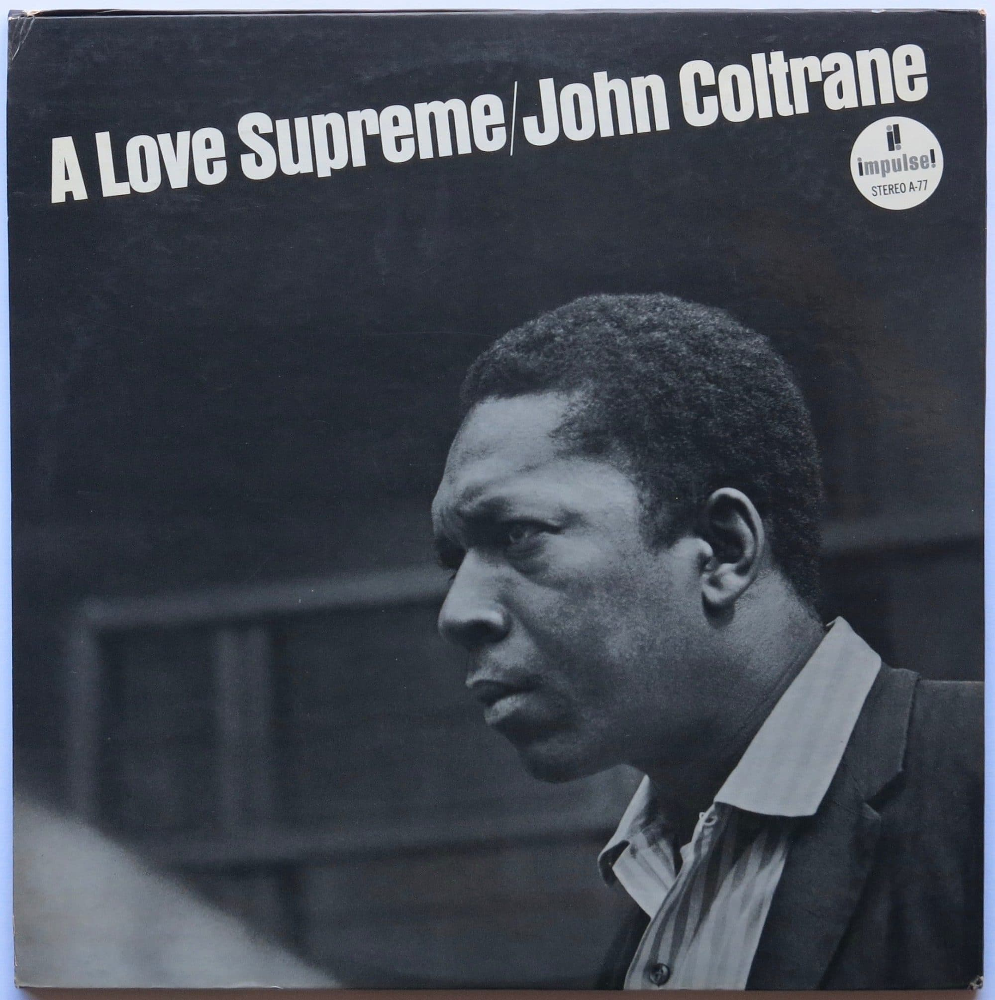 A Love Supreme/John Coltrane
i!
impulse!
STEREO A-77